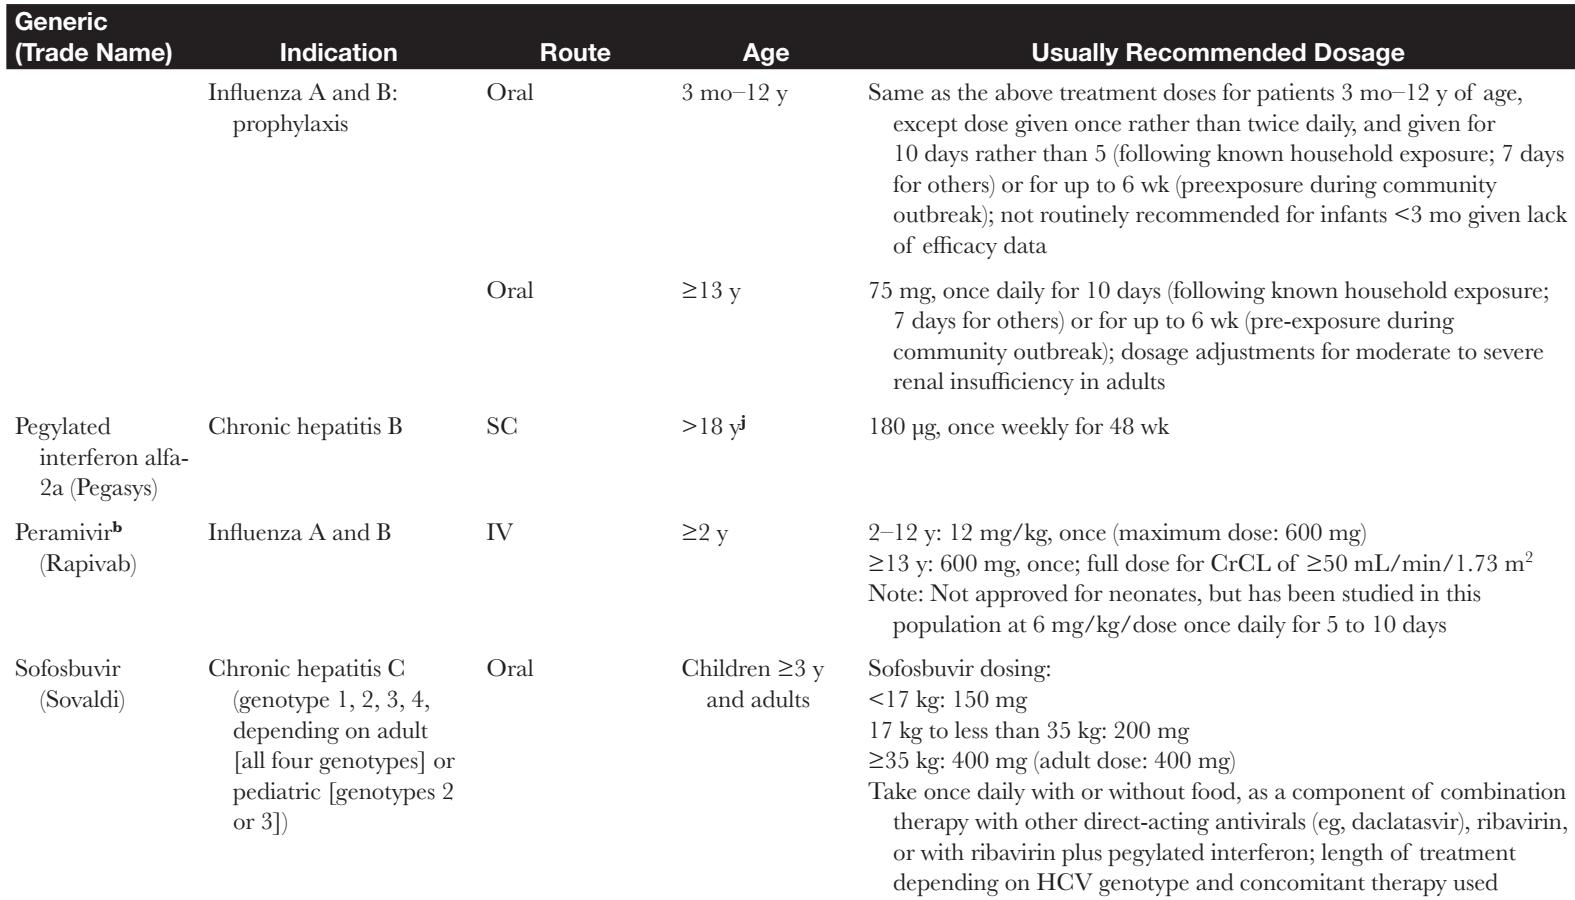 Generic
(Trade Name) Indication Route Age Usually Recommended Dosage
Influenza A and B: Oral 3 mo–12 y Same as the above treatment doses for patients 3 mo–12 y of age,
prophylaxis except dose given once rather than twice daily, and given for
10 days rather than 5 (following known household exposure; 7 days
for others) or for up to 6 wk (preexposure during community
outbreak); not routinely recommended for infants <3 mo given lack
of efficacy data
Oral ≥13 y 75 mg, once daily for 10 days (following known household exposure;
7 days for others) or for up to 6 wk (pre-exposure during
community outbreak); dosage adjustments for moderate to severe
renal insufficiency in adults
Pegylated Chronic hepatitis B SC >18 yj 180 μg, once weekly for 48 wk
interferon alfa-
2a (Pegasys)
Peramivirb Influenza A and B IV ≥2 y 2–12 y: 12 mg/kg, once (maximum dose: 600 mg)
(Rapivab) ≥13 y: 600 mg, once; full dose for CrCL of ≥50 mL/min/1.73 m2
Note: Not approved for neonates, but has been studied in this
population at 6 mg/kg/dose once daily for 5 to 10 days
Sofosbuvir Chronic hepatitis C Oral Children ≥3 y Sofosbuvir dosing:
(Sovaldi) (genotype 1, 2, 3, 4, and adults <17 kg: 150 mg
depending on adult 17 kg to less than 35 kg: 200 mg
[all four genotypes] or ≥35 kg: 400 mg (adult dose: 400 mg)
pediatric [genotypes 2 Take once daily with or without food, as a component of combination
or 3]) therapy with other direct-acting antivirals (eg, daclatasvir), ribavirin,
or with ribavirin plus pegylated interferon; length of treatment
depending on HCV genotype and concomitant therapy used